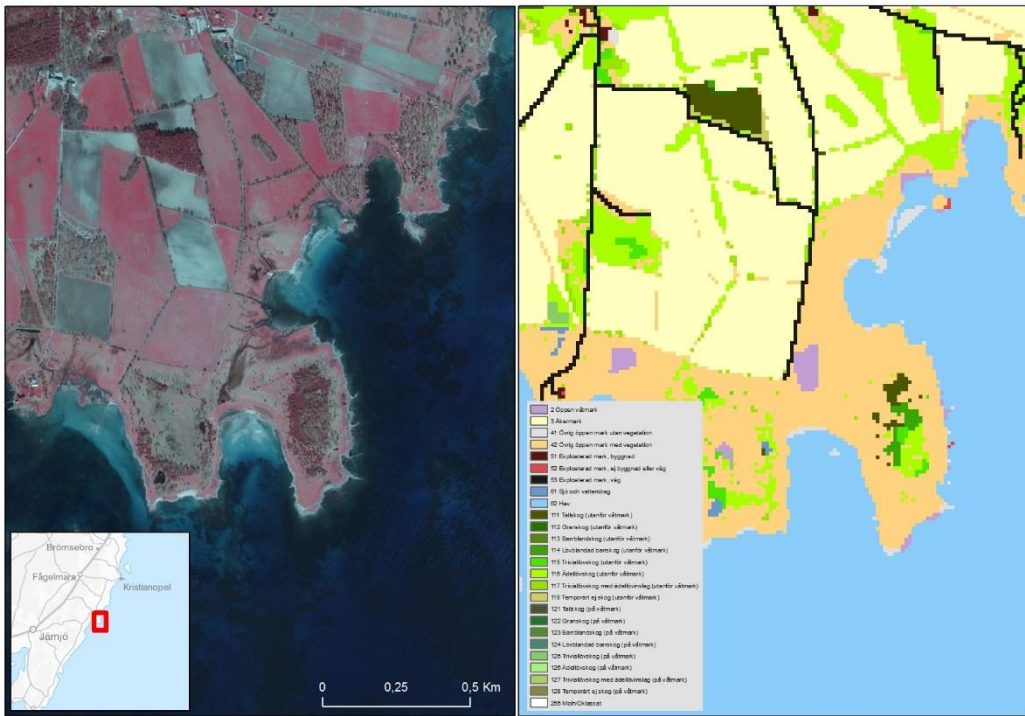 Brömsebro
Fågelmara
Kristianopel
Jämjö
0 0,25 0,5 Km
2 Öppen våtmark
3 Åkermark
41 Övrig öppen mark utan vegetation
42 Övrig öppen mark med vegetation
51 Exploaterad mark, byggnad
52 Exploaterad mark, ej byggnad eller väg
53 Exploaterad mark, väg
61 Sjö och vattendrag
62 Hav
111 Tallskog (utanför våtmark)
112 Granskog (utanför våtmark)
113 Barrblandskog (utanför våtmark)
114 Lövblandad barrskog (utanför våtmark)
115 Triviallövskog (utanför våtmark)
116 Ädellövskog (utanför våtmark)
117 Triviallövskog med ädellövinslag (utanför våtmark)
118 Temporärt ej skog (utanför våtmark)
121 Tallskog (på våtmark)
122 Granskog (på våtmark)
123 Barrblandskog (på våtmark)
124 Lövblandad barrskog (på våtmark)
125 Triviallövskog (på våtmark)
126 Ädellövskog (på våtmark)
127 Triviallövskog med ädellövinslag (på våtmark)
128 Temporärt ej skog (på våtmark)
255 Moln/Oklassat